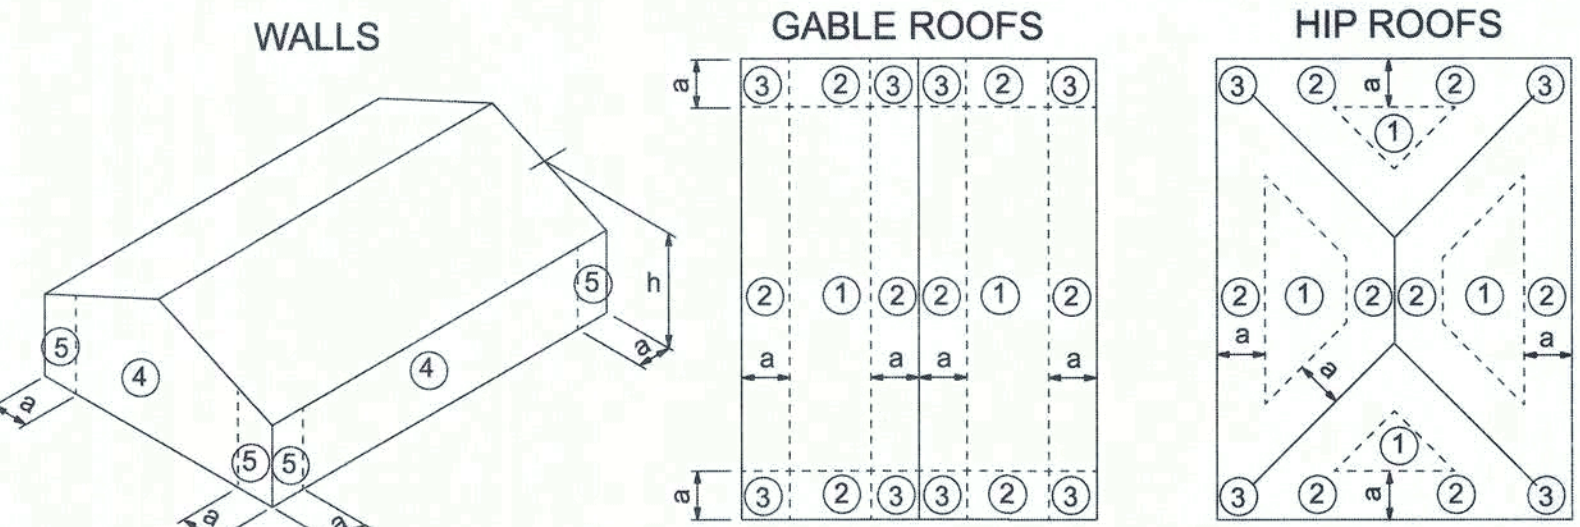 WALLS
GABLE ROOFS
HIP ROOFS
a 3 2 3 3 2 3
3 2 a 2 3
1
5 h
a
5 4 4
a
2 1 2 2 1 2
2 1 2 2 1 2
a a a a
a a
a
5 5
1
a 3 2 3 3 2 3
3 2 a 2 3
a a